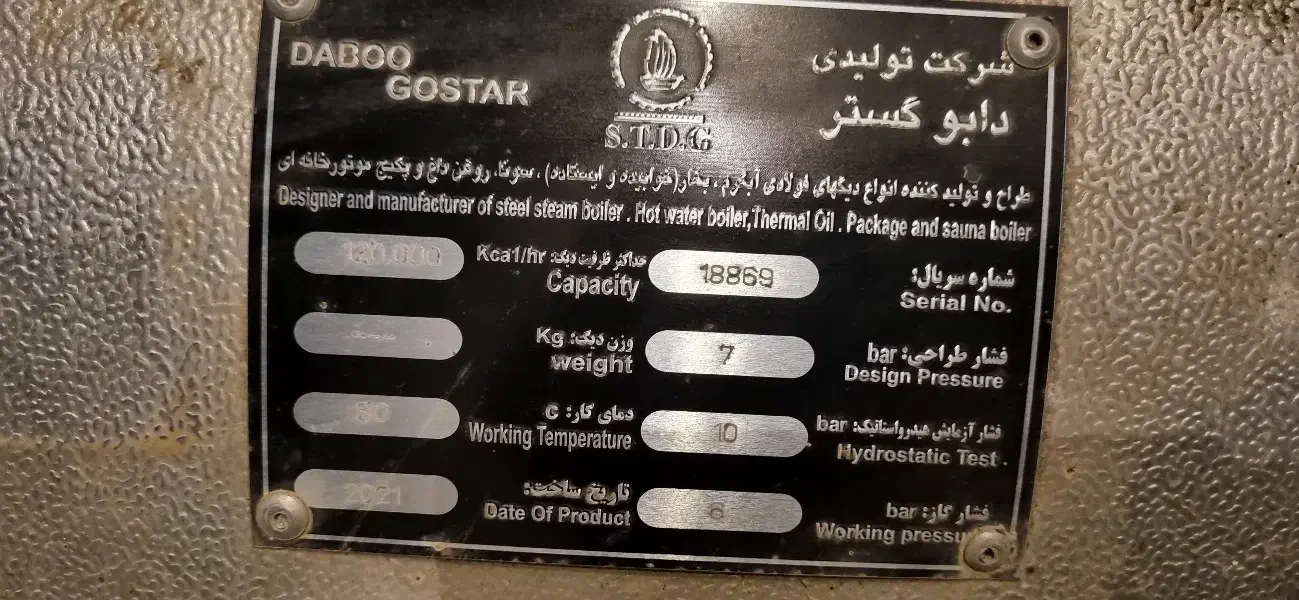 DABOO
GOSTAR
S.T.D.G
شرکت تولیدی
دابو گستر
طراح و تولید کننده انواع دیگهای فولادی آبگرم ، بخار(خوابیده و ایستاده) ، سونا، روغن داغ و پکیج موتورخانه ای
Designer and manufacturer of steel steam boiler . Hot water boiler,Thermal Oil . Package and sauna boiler
شماره سریال:
Serial No.
18869
حداکثر ظرفیت دیگ: Kca1/hr
Capacity
120.000
فشار طراحی: bar
Design Pressure
7
وزن دیگ: Kg
weight
فشار آزمایش هیدرواستاتیک: bar
Hydrostatic Test .
10
دمای کار: C
Working Temperature
80
فشار کار: bar
Working pressu
6
تاریخ ساخت:
Date Of Product
2021